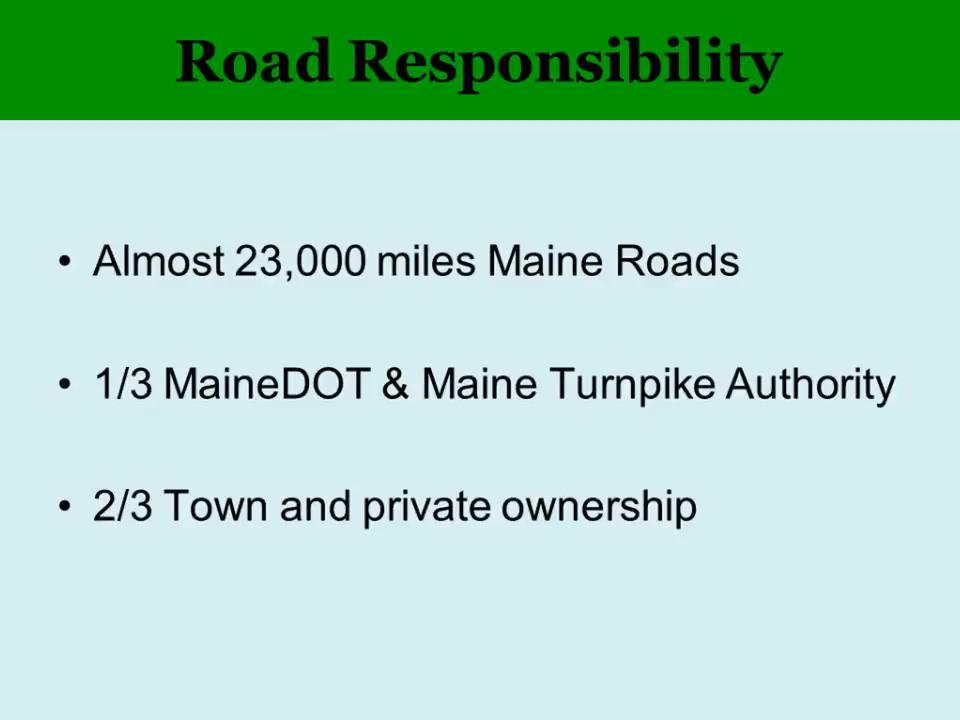 Road Responsibility
• Almost 23,000 miles Maine Roads
• 1/3 MaineDOT & Maine Turnpike Authority
• 2/3 Town and private ownership